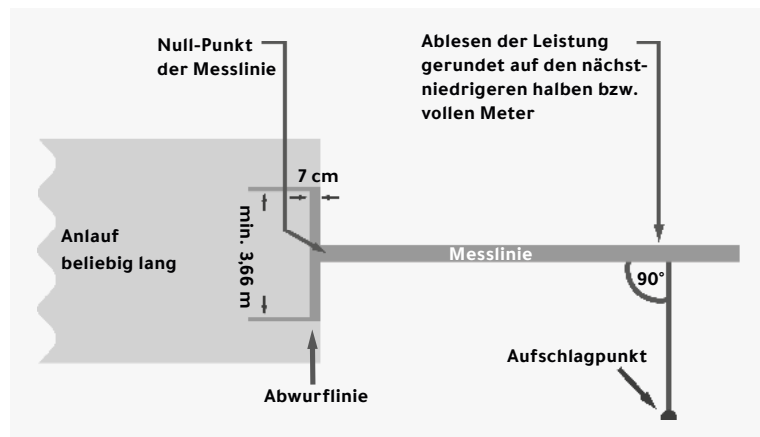 Null-Punkt
der Messlinie
Ablesen der Leistung
gerundet auf den nächst-
niedrigeren halben bzw.
vollen Meter
7 cm
min. 3,66 m
Anlauf
beliebig lang
Messlinie
90°
Aufschlagpunkt
Abwurflinie